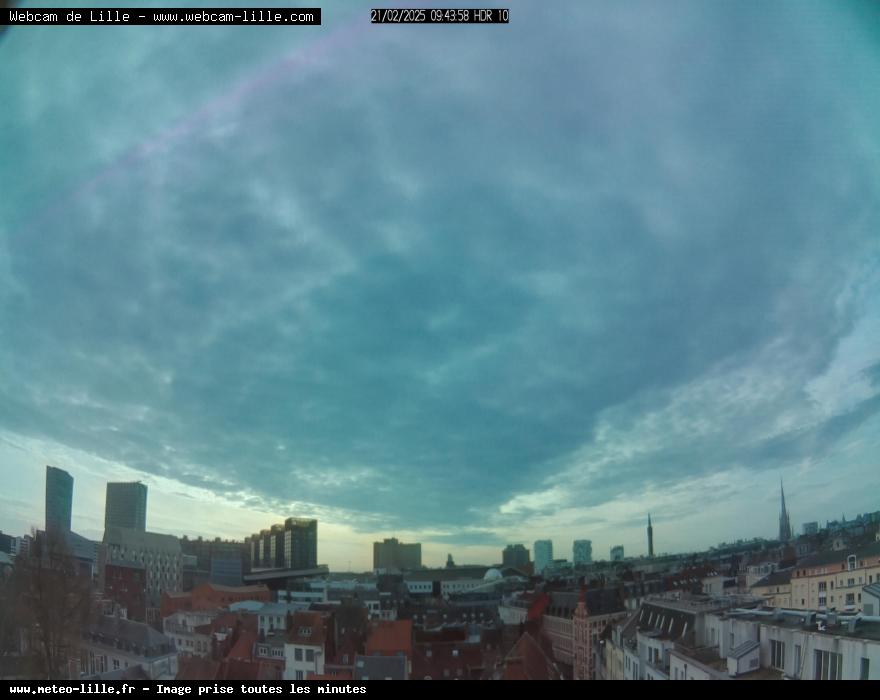 Webcam de Lille - www.webcam-lille.com
21/02/2025 09:43:58 HDR 10
www.meteo-lille.fr - Image prise toutes les minutes